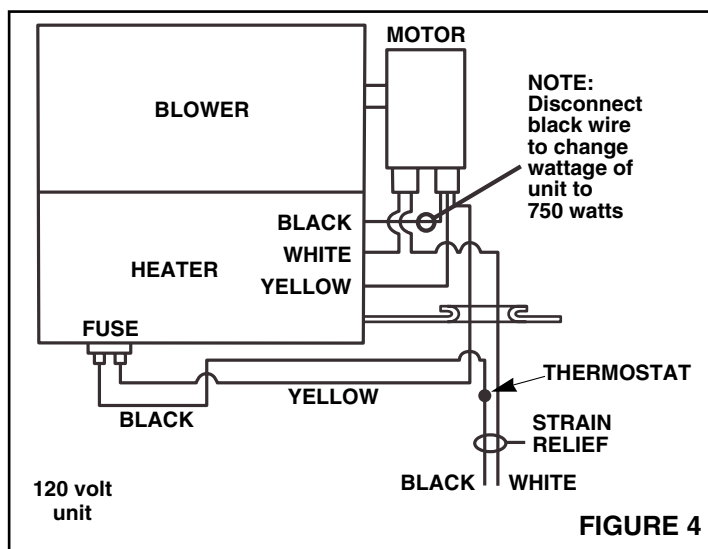 MOTOR
BLOWER
NOTE:
Disconnect
black wire
to change
wattage of
unit to
750 watts
BLACK
WHITE
HEATER
YELLOW
FUSE
THERMOSTAT
YELLOW
BLACK
STRAIN
RELIEF
BLACK WHITE
120 volt
unit
FIGURE 4